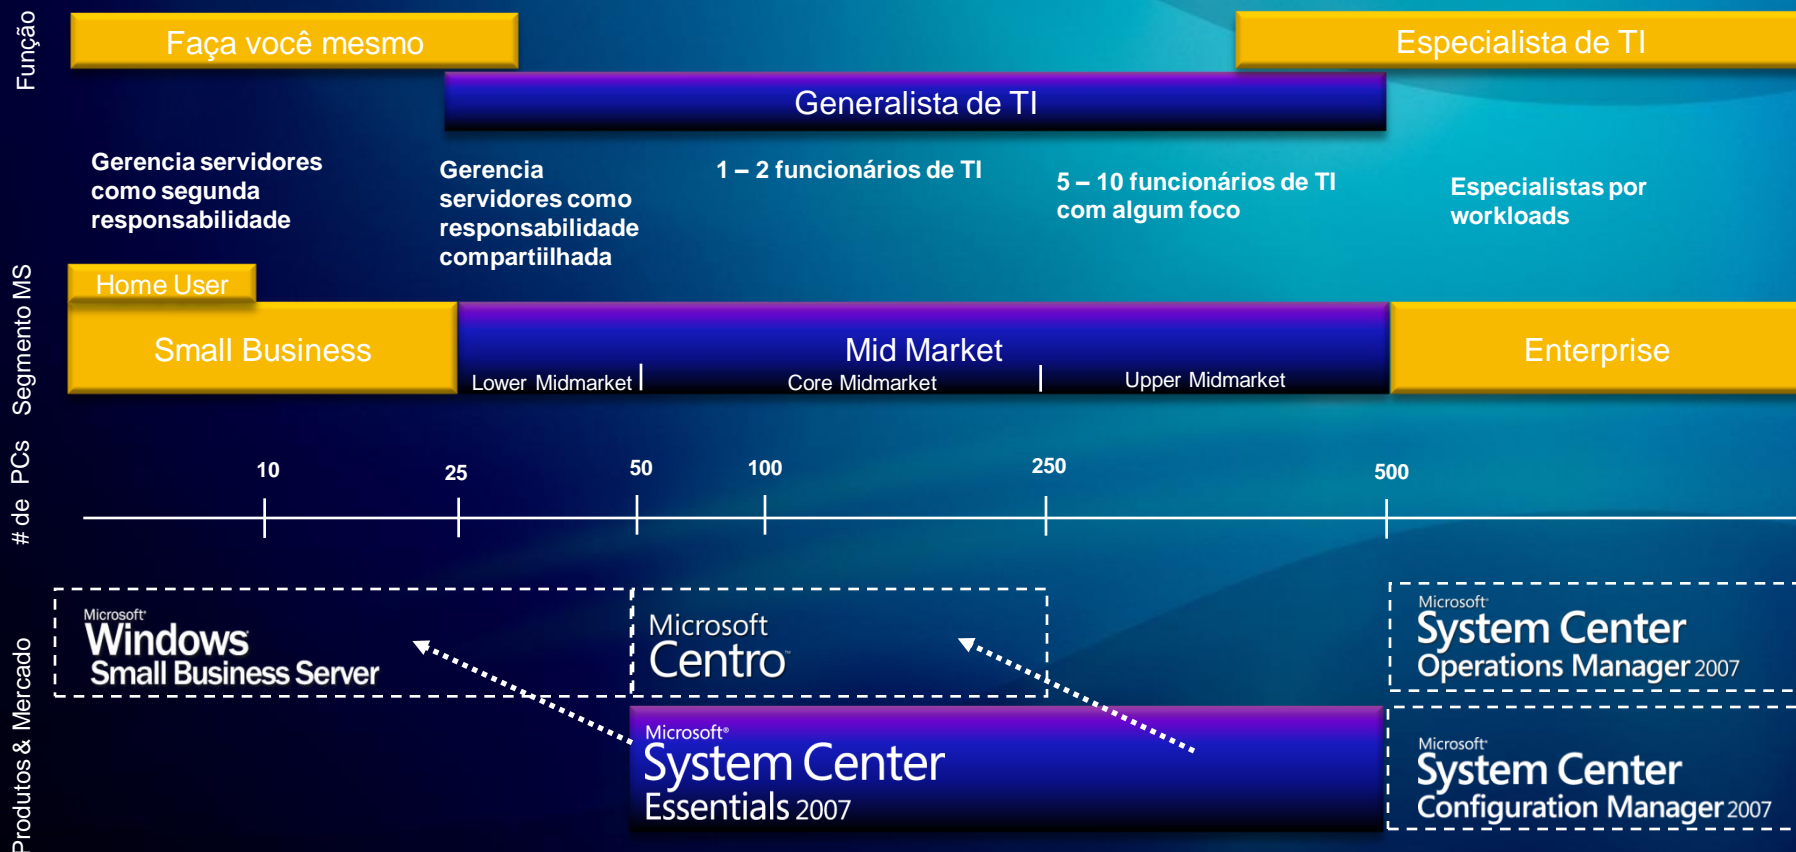 Função
Faça você mesmo
Especialista de TI
Generalista de TI
Gerencia servidores
como segunda
responsabilidade
Gerencia
servidores como
responsabilidade
compartiilhada
1 – 2 funcionários de TI
5 – 10 funcionários de TI
com algum foco
Especialistas por
workloads
Segmento MS
Home User
Small Business
Mid Market
Enterprise
Lower Midmarket
Core Midmarket
Upper Midmarket
# de PCs
10
25
50
100
250
500
Produtos & Mercado
Microsoft®
Windows
Small Business Server
Microsoft
Centro™
Microsoft®
System Center
Operations Manager 2007
Microsoft®
System Center
Essentials 2007
Microsoft®
System Center
Configuration Manager 2007